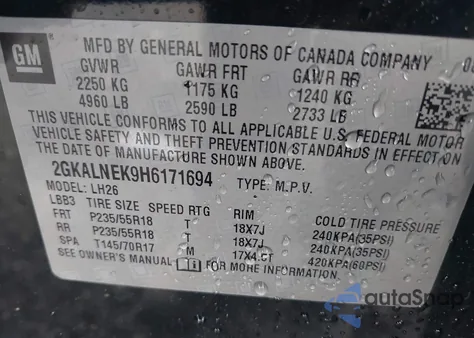 GM
MFD BY GENERAL MOTORS OF CANADA COMPANY
GVWR GAWR FRT GAWR RR
2250 KG 1175 KG 1240 KG
4960 LB 2590 LB 2733 LB
THIS VEHICLE CONFORMS TO ALL APPLICABLE U.S. FEDERAL MOTOR
VEHICLE SAFETY AND THEFT PREVENTION STANDARDS IN EFFECT ON
THE DATE OF MANUFACTURE SHOWN ABOVE.
2GKALNEK9H6171694 TYPE: M.P.V.
MODEL: LH26
LBB3 TIRE SIZE SPEED RTG RIM COLD TIRE PRESSURE
FRT P235/55R18 T 18X7J 240KPA(35PSI)
RR P235/55R18 T 18X7J 240KPA(35PSI)
SPA T145/70R17 M 17X4.CT 420KPA(60PSI)
SEE OWNER'S MANUAL FOR MORE INFORMATION
autoSnap